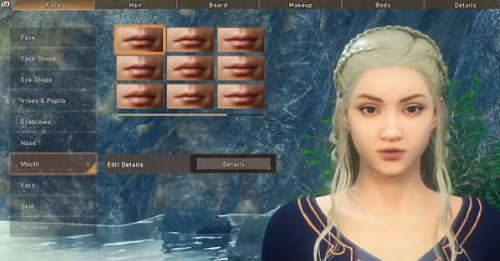 LB Face Hair Beard Makeup Body Details
Face
Face Shape
Eye Shape
Irises & Pupils
Eyebrows
Nose
Mouth
Edit Details Details
Ears
Skin
Wrinkles